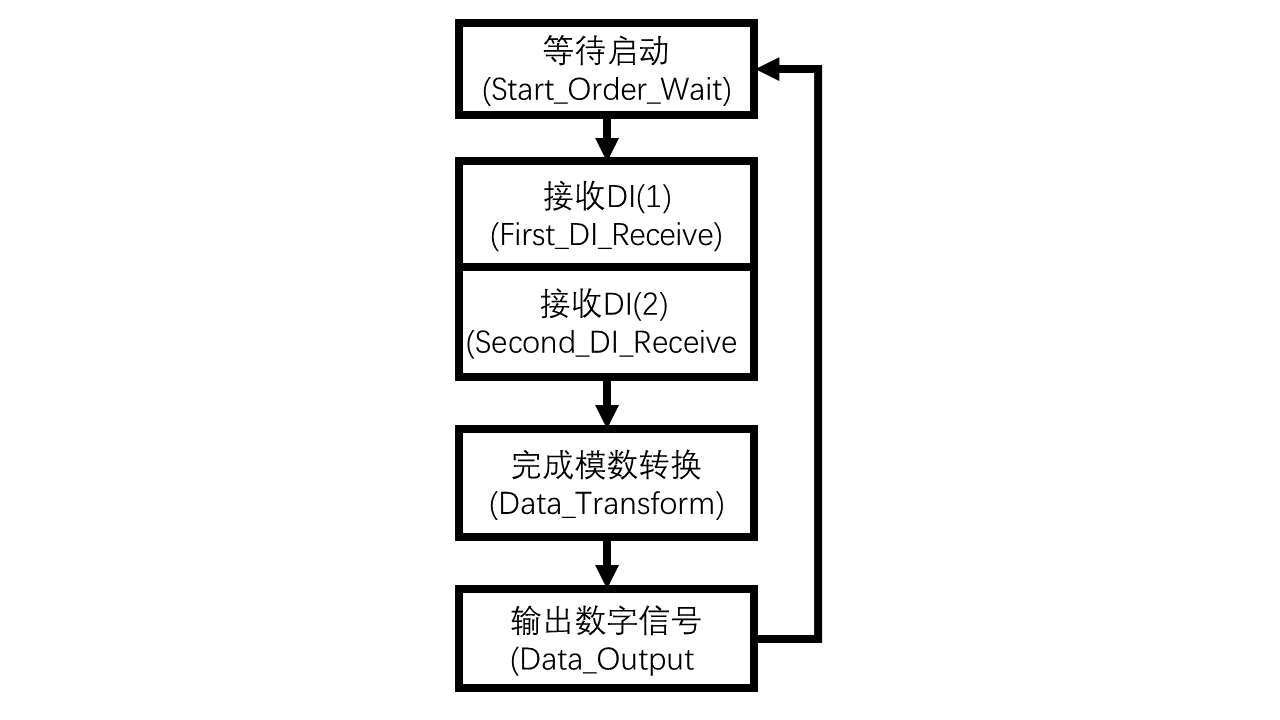 等待启动
(Start_Order_Wait)
接收DI(1)
(First_DI_Receive)
接收DI(2)
(Second_DI_Receive
完成模数转换
(Data_Transform)
输出数字信号
(Data_Output